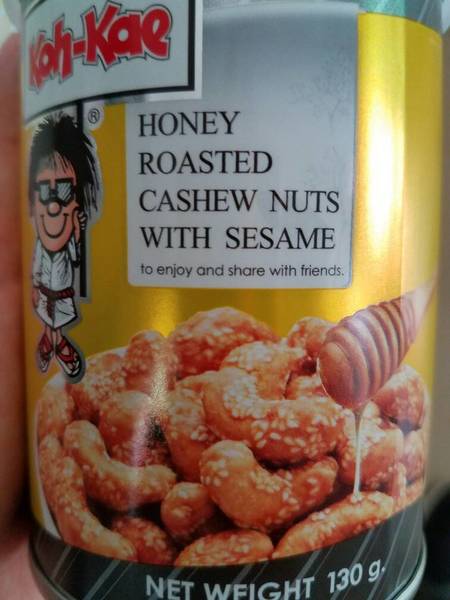 Koh-Kae
®
HONEY
ROASTED
CASHEW NUTS
WITH SESAME
to enjoy and share with friends.
NET WEIGHT 130 g.